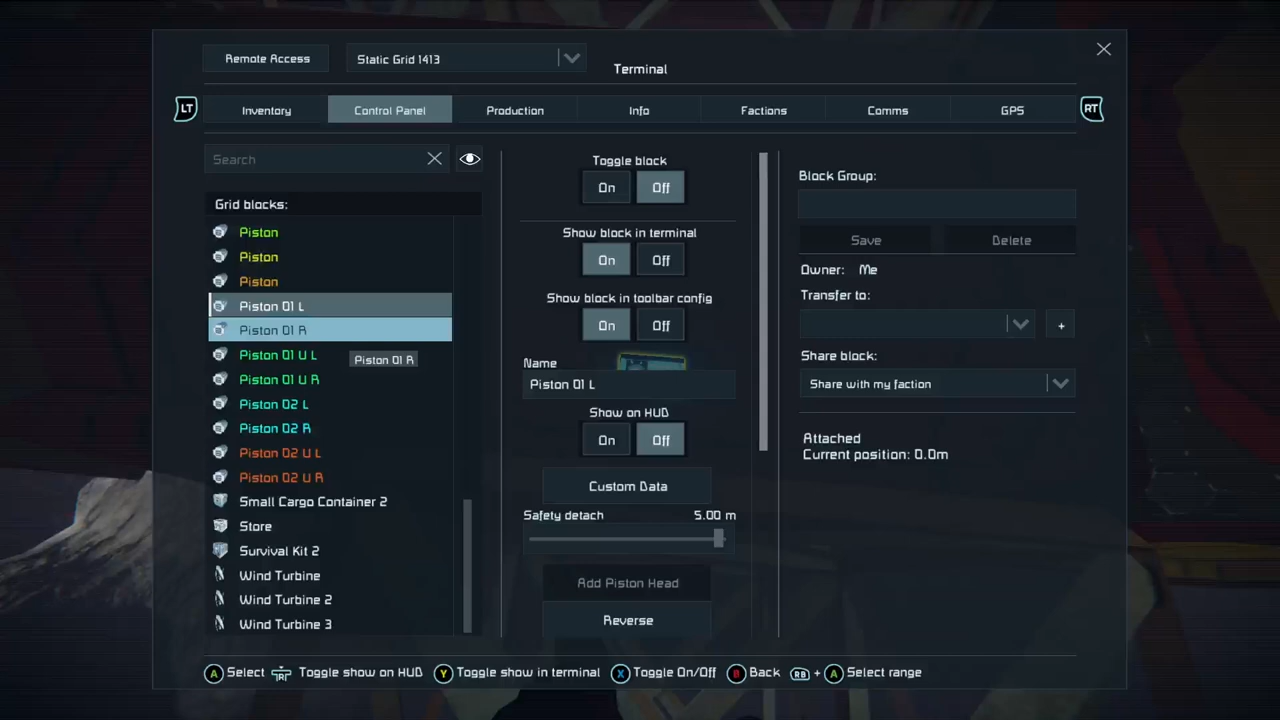 Remote Access
Static Grid 1413
Terminal
LT
Inventory
Control Panel
Production
Info
Factions
Comms
GPS
RT
Search
Grid blocks:
Piston
Piston
Piston
Piston 01 L
Piston 01 R
Piston 01 U L
Piston 01 R
Piston 01 U R
Piston 02 L
Piston 02 R
Piston 02 U L
Piston 02 U R
Small Cargo Container 2
Store
Survival Kit 2
Wind Turbine
Wind Turbine 2
Wind Turbine 3
Toggle block
On Off
Show block in terminal
On Off
Show block in toolbar config
On Off
Name
Piston 01 L
Show on HUD
On Off
Custom Data
Safety detach 5.00 m
Add Piston Head
Reverse
Block Group:
Save Delete
Owner: Me
Transfer to:
+
Share block:
Share with my faction
Attached
Current position: 0.0m
A Select Toggle show on HUD Y Toggle show in terminal X Toggle On/Off B Back RB + A Select range